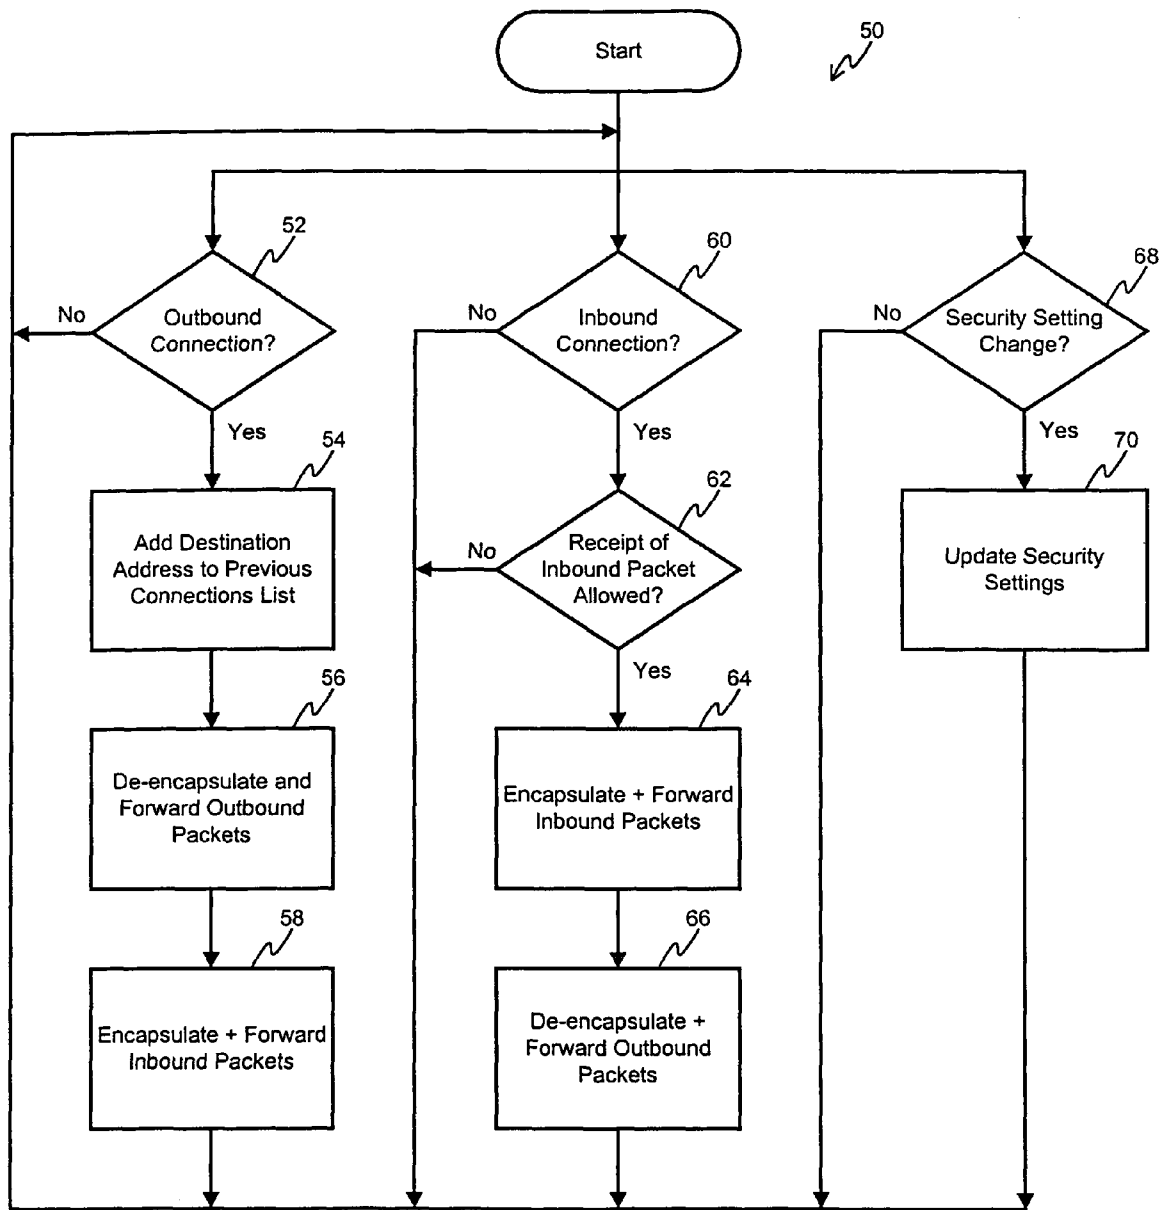 Start
50
52
Outbound
Connection?
No
Yes
60
Inbound
Connection?
No
Yes
68
Security Setting
Change?
No
Yes
54
Add Destination
Address to Previous
Connections List
62
Receipt of
Inbound Packet
Allowed?
No
Yes
70
Update Security
Settings
56
De-encapsulate and
Forward Outbound
Packets
64
Encapsulate + Forward
Inbound Packets
58
Encapsulate + Forward
Inbound Packets
66
De-encapsulate +
Forward Outbound
Packets